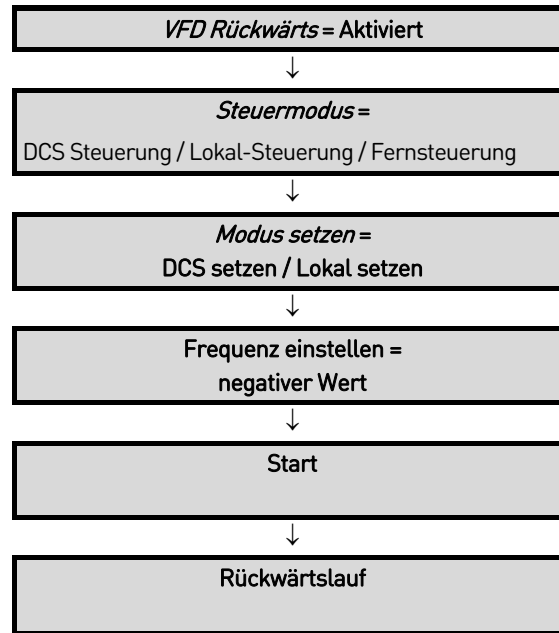 VFD Rückwärts = Aktiviert
↓
Steuermodus =
DCS Steuerung / Lokal-Steuerung / Fernsteuerung
↓
Modus setzen =
DCS setzen / Lokal setzen
↓
Frequenz einstellen =
negativer Wert
↓
Start
↓
Rückwärtslauf